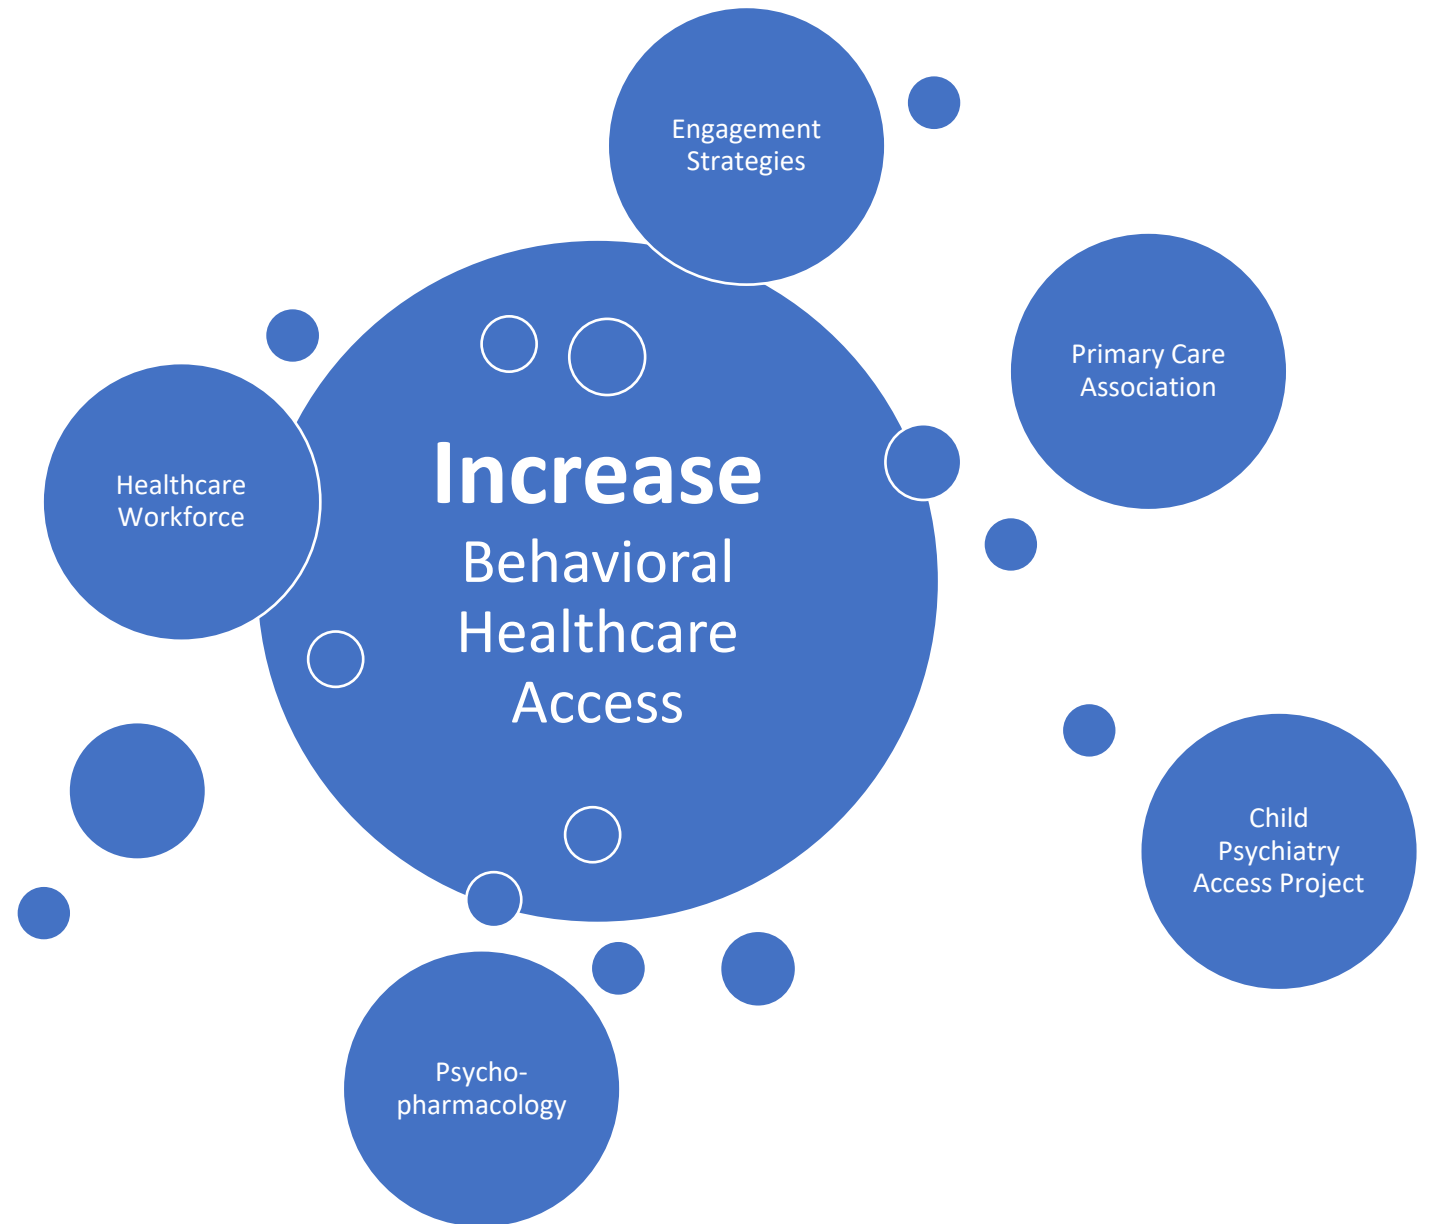 Engagement
Strategies
Primary Care
Association
Healthcare
Workforce
Increase
Behavioral
Healthcare
Access
Child
Psychiatry
Access Project
Psycho-
pharmacology